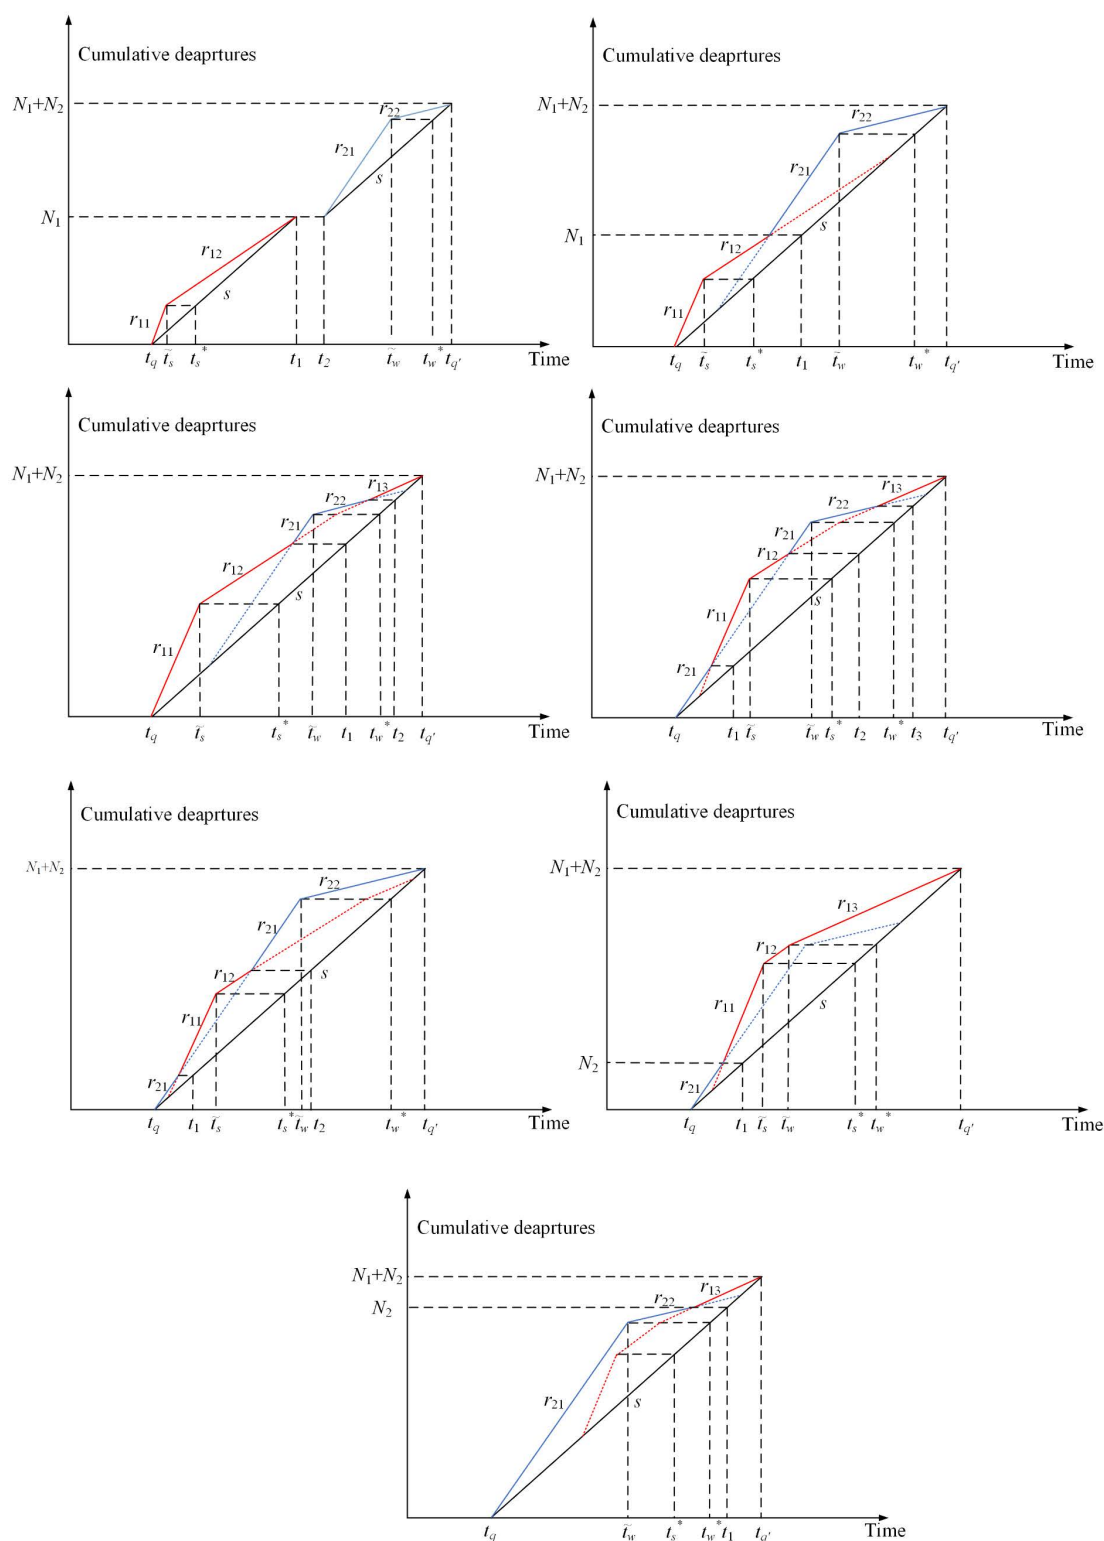 Cumulative deaprtures
N1+N2
r22
r21
s
N1
r12
s
r11
tq t̃s ts* t1 t2 t̃w tw* tq' Time
Cumulative deaprtures
N1+N2
r22
r21
N1
r12
s
r11
tq t̃s ts* t1 t̃w tw* tq' Time
Cumulative deaprtures
N1+N2
r13
r22
r21
r12
s
r11
tq t̃s ts* t̃w t1 tw* t2 tq' Time
Cumulative deaprtures
N1+N2
r13
r22
r21
r12
s
r11
r21
tq t1 t̃s t̃w ts* t2 tw* t3 tq' Time
Cumulative deaprtures
N1+N2
r22
r21
r12
s
r11
r21
tq t1 t̃s ts* t̃w t2 tw* tq' Time
Cumulative deaprtures
N1+N2
r13
r12
r11
s
N2
r21
tq t1 t̃s t̃w ts* tw* tq' Time
Cumulative deaprtures
N1+N2
r13
r22
N2
r21
s
tq t̃w ts* tw* t1 tq' Time